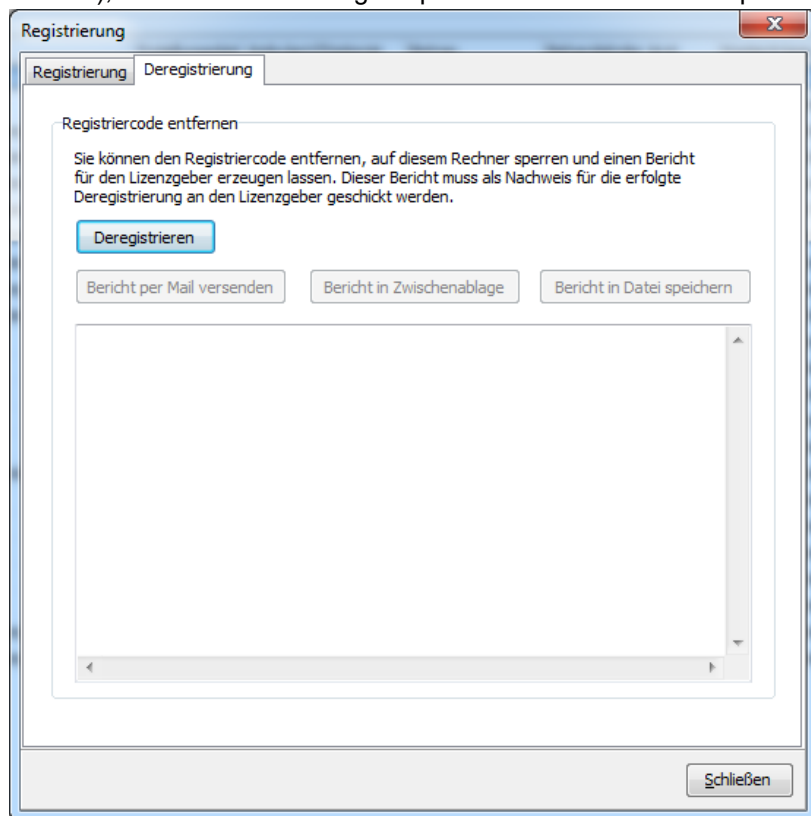 Registrierung
Registrierung Deregistrierung
Registriercode entfernen
Sie können den Registriercode entfernen, auf diesem Rechner sperren und einen Bericht
für den Lizenzgeber erzeugen lassen. Dieser Bericht muss als Nachweis für die erfolgte
Deregistrierung an den Lizenzgeber geschickt werden.
Deregistrieren
Bericht per Mail versenden Bericht in Zwischenablage Bericht in Datei speichern
Schließen